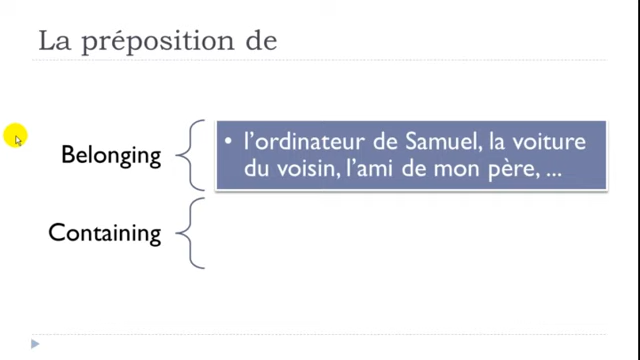 La préposition de
Belonging
• l'ordinateur de Samuel, la voiture
du voisin, l'ami de mon père, ...
Containing